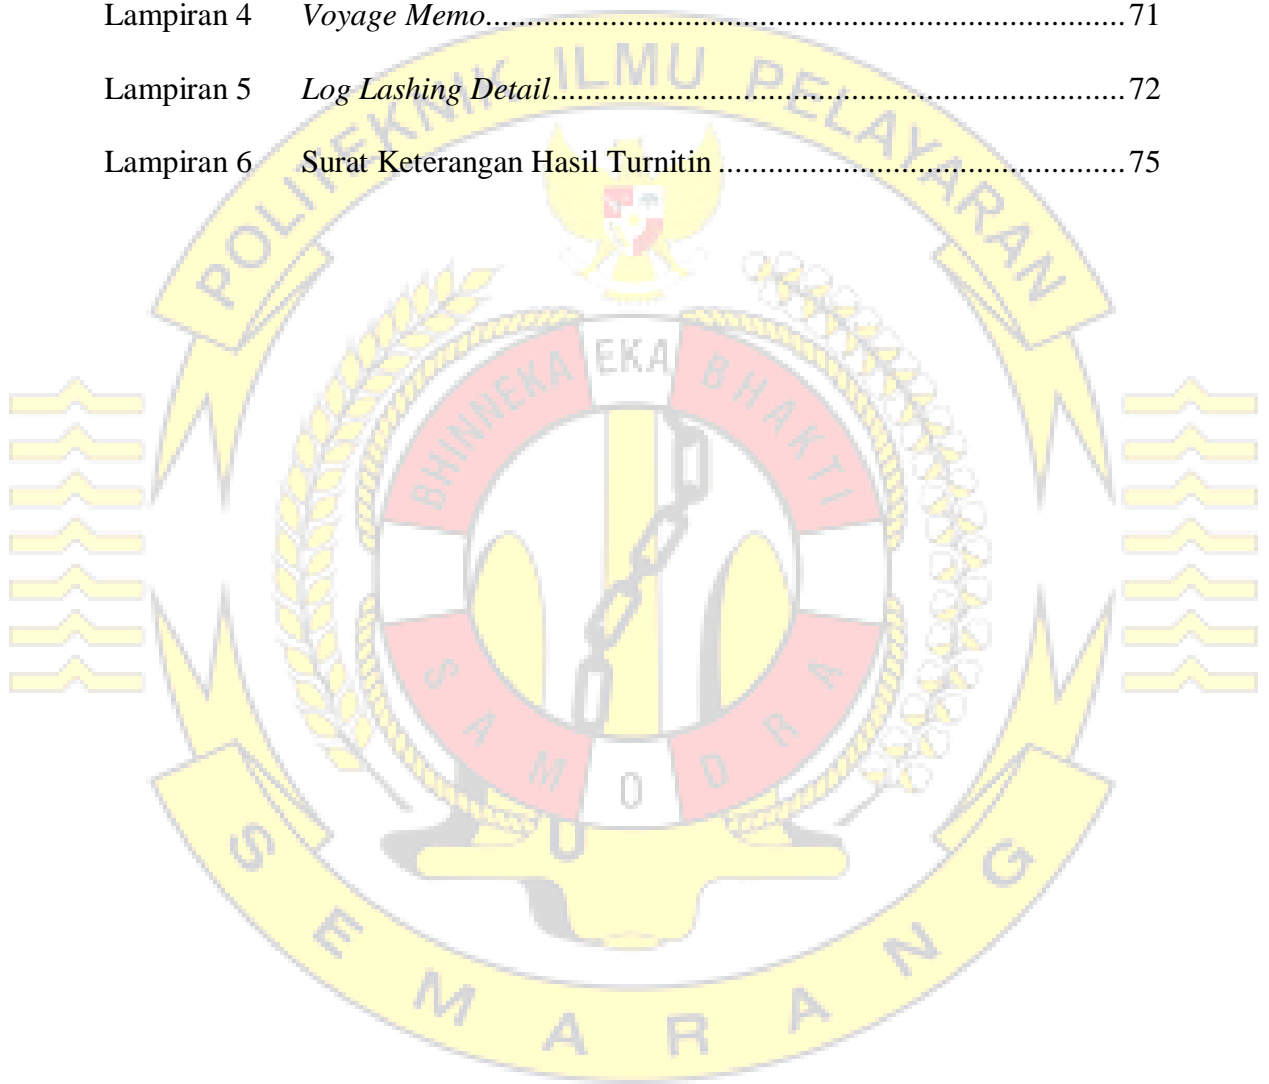 Lampiran 4 Voyage Memo............................................................................... 71
Lampiran 5 Log Lashing Detail....................................................................... 72
Lampiran 6 Surat Keterangan Hasil Turnitin ................................................... 75
POLITEKNIK ILMU PELAYARAN
BHINNEKA EKA BHAKTI
SAMODRA
SEMARANG